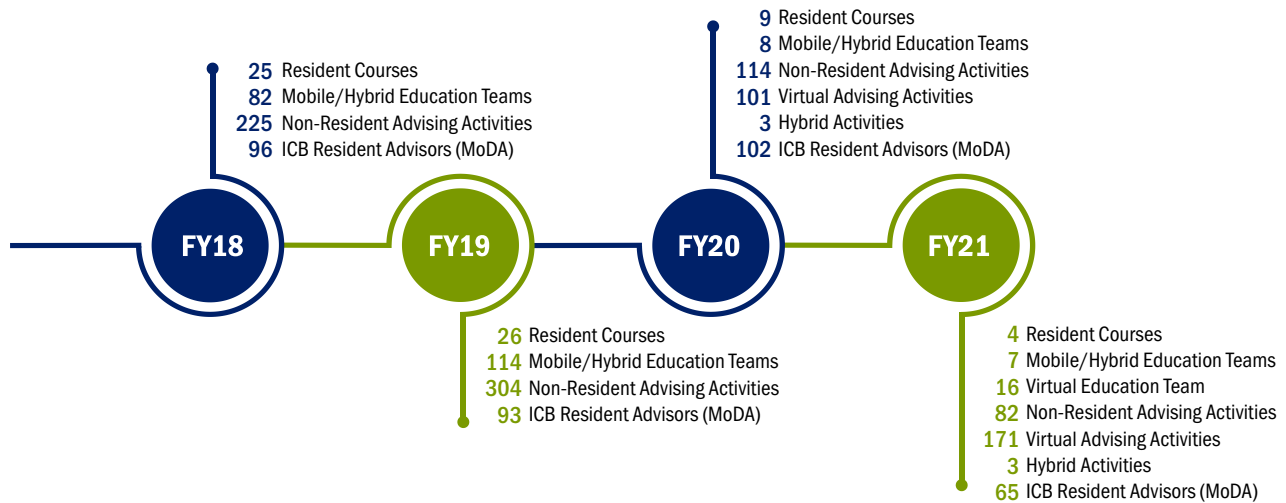 25 Resident Courses
82 Mobile/Hybrid Education Teams
225 Non-Resident Advising Activities
96 ICB Resident Advisors (MoDA)
FY18
FY19
26 Resident Courses
114 Mobile/Hybrid Education Teams
304 Non-Resident Advising Activities
93 ICB Resident Advisors (MoDA)
9 Resident Courses
8 Mobile/Hybrid Education Teams
114 Non-Resident Advising Activities
101 Virtual Advising Activities
3 Hybrid Activities
102 ICB Resident Advisors (MoDA)
FY20
FY21
4 Resident Courses
7 Mobile/Hybrid Education Teams
16 Virtual Education Team
82 Non-Resident Advising Activities
171 Virtual Advising Activities
3 Hybrid Activities
65 ICB Resident Advisors (MoDA)